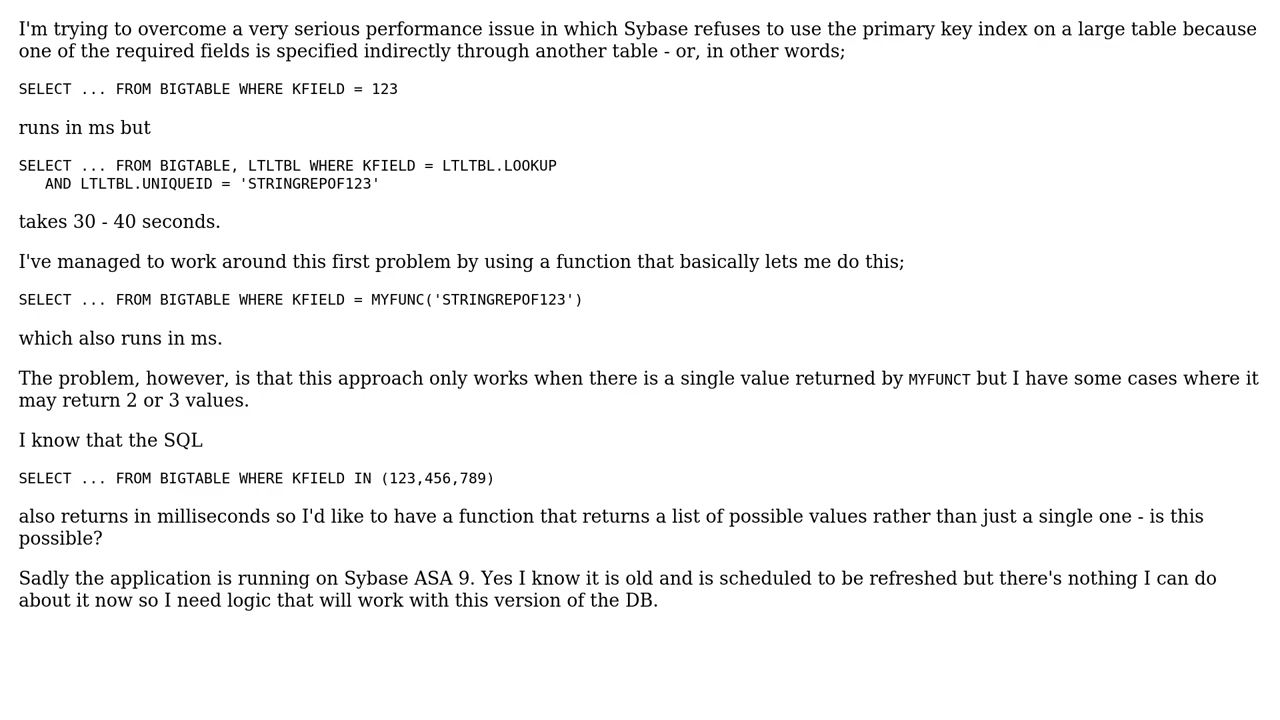 I'm trying to overcome a very serious performance issue in which Sybase refuses to use the primary key index on a large table because
one of the required fields is specified indirectly through another table - or, in other words;
SELECT ... FROM BIGTABLE WHERE KFIELD = 123
runs in ms but
SELECT ... FROM BIGTABLE, LTLTBL WHERE KFIELD = LTLTBL.LOOKUP
   AND LTLTBL.UNIQUEID = 'STRINGREPOF123'
takes 30 - 40 seconds.
I've managed to work around this first problem by using a function that basically lets me do this;
SELECT ... FROM BIGTABLE WHERE KFIELD = MYFUNC('STRINGREPOF123')
which also runs in ms.
The problem, however, is that this approach only works when there is a single value returned by MYFUNCT but I have some cases where it
may return 2 or 3 values.
I know that the SQL
SELECT ... FROM BIGTABLE WHERE KFIELD IN (123,456,789)
also returns in milliseconds so I'd like to have a function that returns a list of possible values rather than just a single one - is this
possible?
Sadly the application is running on Sybase ASA 9. Yes I know it is old and is scheduled to be refreshed but there's nothing I can do
about it now so I need logic that will work with this version of the DB.